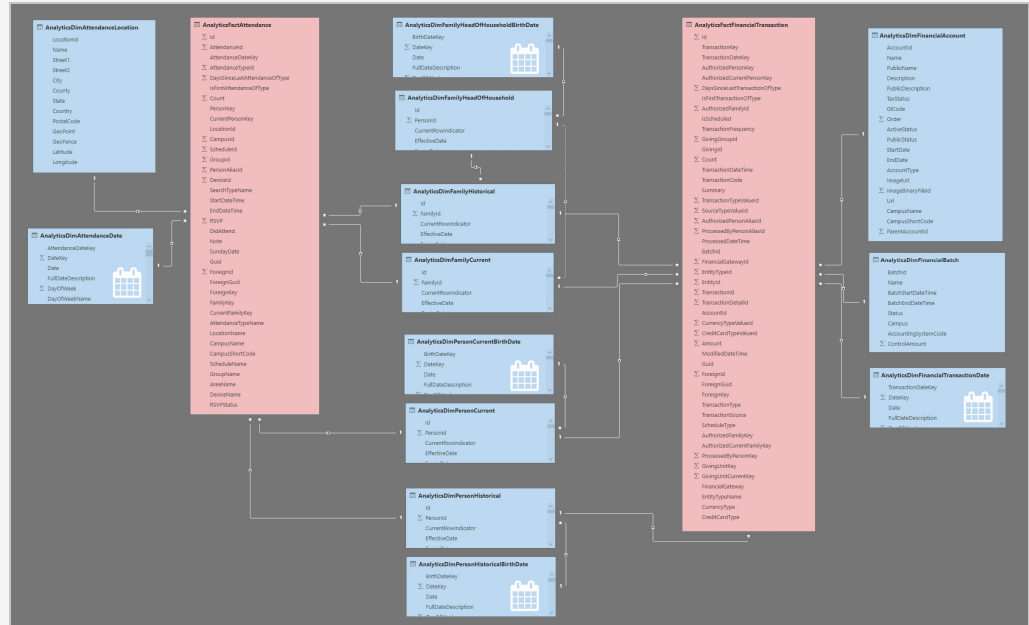 AnalyticsDimAttendanceLocation
LocationId
Name
Street1
Street2
City
County
State
Country
PostalCode
GeoPoint
GeoFence
Latitude
Longitude
AnalyticsDimAttendanceDate
AttendanceDateKey
Σ DateKey
Date
FullDateDescription
Σ DayOfWeek
DayOfWeekName
AnalyticsFactAttendance
Σ Id
Σ AttendanceId
AttendanceDateKey
Σ AttendanceTypeId
Σ DaysSinceLastAttendanceOfType
IsFirstAttendanceOfType
Σ Count
PersonKey
CurrentPersonKey
LocationId
Σ CampusId
Σ ScheduleId
Σ GroupId
Σ PersonAliasId
Σ DeviceId
SearchTypeName
StartDateTime
EndDateTime
Σ RSVP
DidAttend
Note
SundayDate
Guid
Σ ForeignId
ForeignGuid
ForeignKey
FamilyKey
CurrentFamilyKey
AttendanceTypeName
LocationName
CampusName
CampusShortCode
ScheduleName
GroupName
AreaName
DeviceName
RSVPStatus
AnalyticsDimFamilyHeadOfHouseholdBirthDate
BirthDateKey
Σ DateKey
Date
FullDateDescription
AnalyticsDimFamilyHeadOfHousehold
Id
Σ PersonId
CurrentRowIndicator
EffectiveDate
AnalyticsDimFamilyHistorical
Id
Σ FamilyId
CurrentRowIndicator
EffectiveDate
AnalyticsDimFamilyCurrent
Id
Σ FamilyId
CurrentRowIndicator
EffectiveDate
AnalyticsDimPersonCurrentBirthDate
BirthDateKey
Σ DateKey
Date
FullDateDescription
AnalyticsDimPersonCurrent
Id
Σ PersonId
CurrentRowIndicator
EffectiveDate
AnalyticsDimPersonHistorical
Id
Σ PersonId
CurrentRowIndicator
EffectiveDate
AnalyticsDimPersonHistoricalBirthDate
BirthDateKey
Σ DateKey
Date
FullDateDescription
AnalyticsFactFinancialTransaction
Σ Id
TransactionKey
TransactionDateKey
AuthorizedPersonKey
AuthorizedCurrentPersonKey
Σ DaysSinceLastTransactionOfType
IsFirstTransactionOfType
Σ AuthorizedFamilyId
IsScheduled
TransactionFrequency
Σ GivingGroupId
GivingId
Σ Count
TransactionDateTime
TransactionCode
Summary
Σ TransactionTypeValueId
Σ SourceTypeValueId
Σ AuthorizedPersonAliasId
Σ ProcessedByPersonAliasId
ProcessedDateTime
BatchId
Σ FinancialGatewayId
Σ EntityTypeId
Σ EntityId
Σ TransactionId
Σ TransactionDetailId
AccountId
Σ CurrencyTypeValueId
Σ CreditCardTypeValueId
Σ Amount
ModifiedDateTime
Guid
Σ ForeignId
ForeignGuid
ForeignKey
TransactionType
TransactionSource
ScheduleType
AuthorizedFamilyKey
AuthorizedCurrentFamilyKey
Σ ProcessedByPersonKey
Σ GivingUnitKey
Σ GivingUnitCurrentKey
FinancialGateway
EntityTypeName
CurrencyType
CreditCardType
AnalyticsDimFinancialAccount
AccountId
Name
PublicName
Description
PublicDescription
TaxStatus
GlCode
Σ Order
ActiveStatus
PublicStatus
StartDate
EndDate
AccountType
ImageUrl
Σ ImageBinaryFileId
Url
CampusName
CampusShortCode
Σ ParentAccountId
AnalyticsDimFinancialBatch
BatchId
Name
BatchStartDateTime
BatchEndDateTime
Status
Campus
AccountingSystemCode
Σ ControlAmount
AnalyticsDimFinancialTransactionDate
TransactionDateKey
Σ DateKey
Date
FullDateDescription